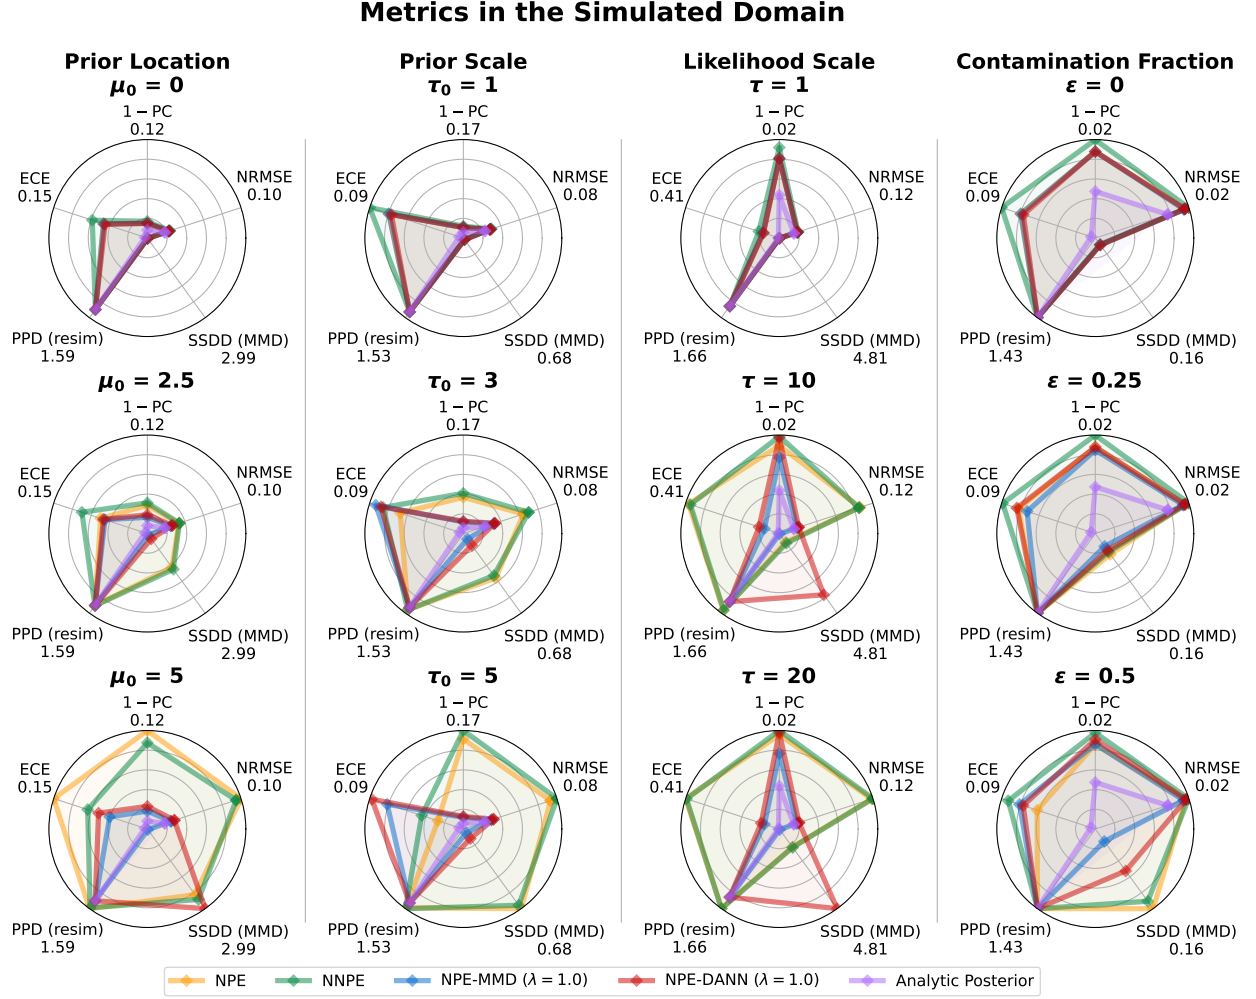 Metrics in the Simulated Domain
Prior Location
μ₀ = 0
1 − PC
0.12
NRMSE
0.10
ECE
0.15
PPD (resim)
1.59
SSDD (MMD)
2.99
Prior Scale
τ₀ = 1
1 − PC
0.17
NRMSE
0.08
ECE
0.09
PPD (resim)
1.53
SSDD (MMD)
0.68
Likelihood Scale
τ = 1
1 − PC
0.02
NRMSE
0.12
ECE
0.41
PPD (resim)
1.66
SSDD (MMD)
4.81
Contamination Fraction
ε = 0
1 − PC
0.02
NRMSE
0.02
ECE
0.09
PPD (resim)
1.43
SSDD (MMD)
0.16
μ₀ = 2.5
1 − PC
0.12
NRMSE
0.10
ECE
0.15
PPD (resim)
1.59
SSDD (MMD)
2.99
τ₀ = 3
1 − PC
0.17
NRMSE
0.08
ECE
0.09
PPD (resim)
1.53
SSDD (MMD)
0.68
τ = 10
1 − PC
0.02
NRMSE
0.12
ECE
0.41
PPD (resim)
1.66
SSDD (MMD)
4.81
ε = 0.25
1 − PC
0.02
NRMSE
0.02
ECE
0.09
PPD (resim)
1.43
SSDD (MMD)
0.16
μ₀ = 5
1 − PC
0.12
NRMSE
0.10
ECE
0.15
PPD (resim)
1.59
SSDD (MMD)
2.99
τ₀ = 5
1 − PC
0.17
NRMSE
0.08
ECE
0.09
PPD (resim)
1.53
SSDD (MMD)
0.68
τ = 20
1 − PC
0.02
NRMSE
0.12
ECE
0.41
PPD (resim)
1.66
SSDD (MMD)
4.81
ε = 0.5
1 − PC
0.02
NRMSE
0.02
ECE
0.09
PPD (resim)
1.43
SSDD (MMD)
0.16
NPE
NNPE
NPE-MMD (λ = 1.0)
NPE-DANN (λ = 1.0)
Analytic Posterior